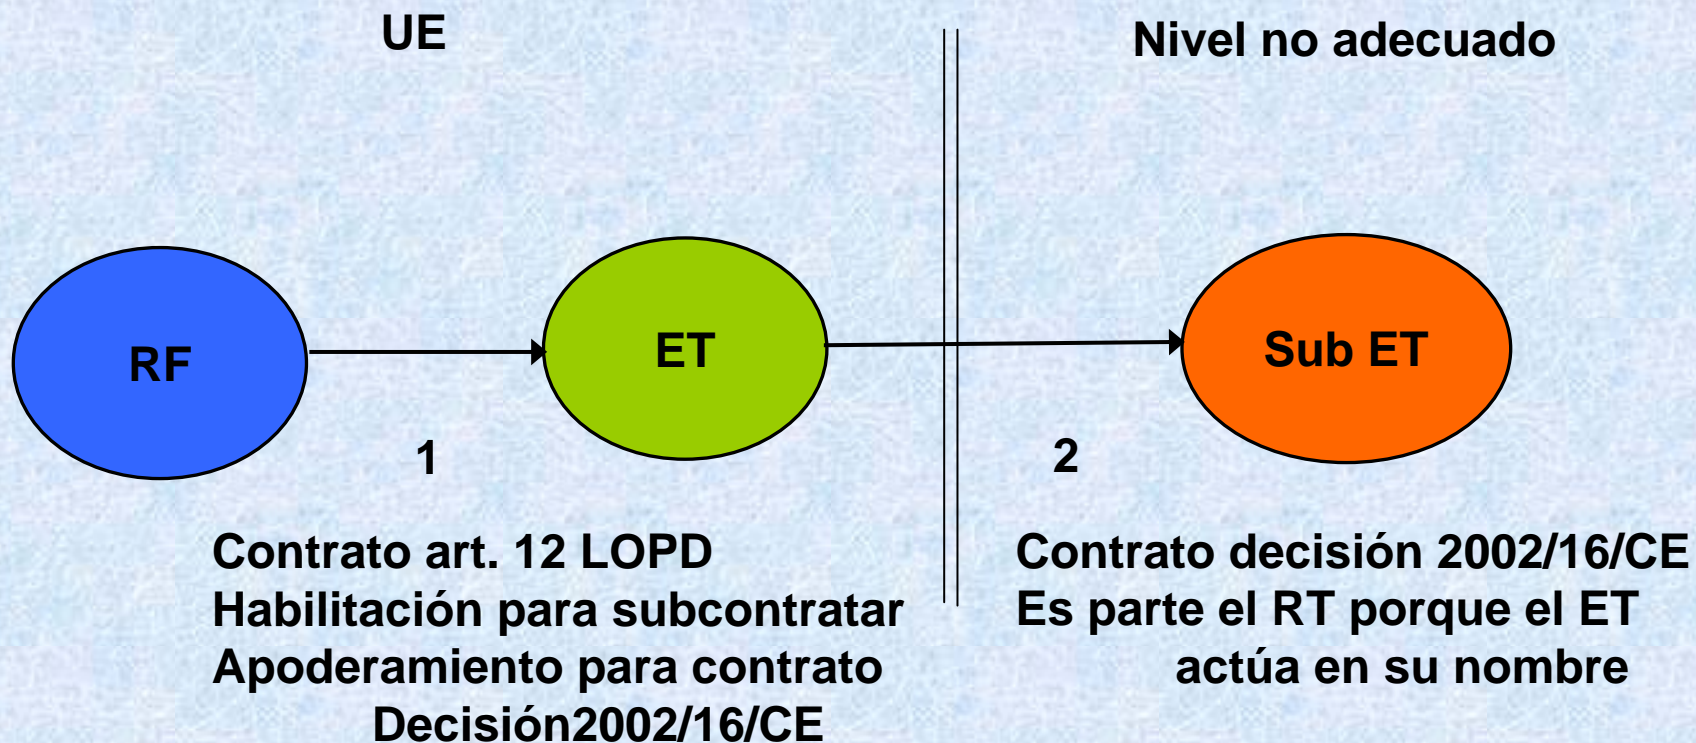 UE
Nivel no adecuado
RF
ET
Sub ET
1
2
Contrato art. 12 LOPD
Habilitación para subcontratar
Apoderamiento para contrato
Decisión2002/16/CE
Contrato decisión 2002/16/CE
Es parte el RT porque el ET
actúa en su nombre